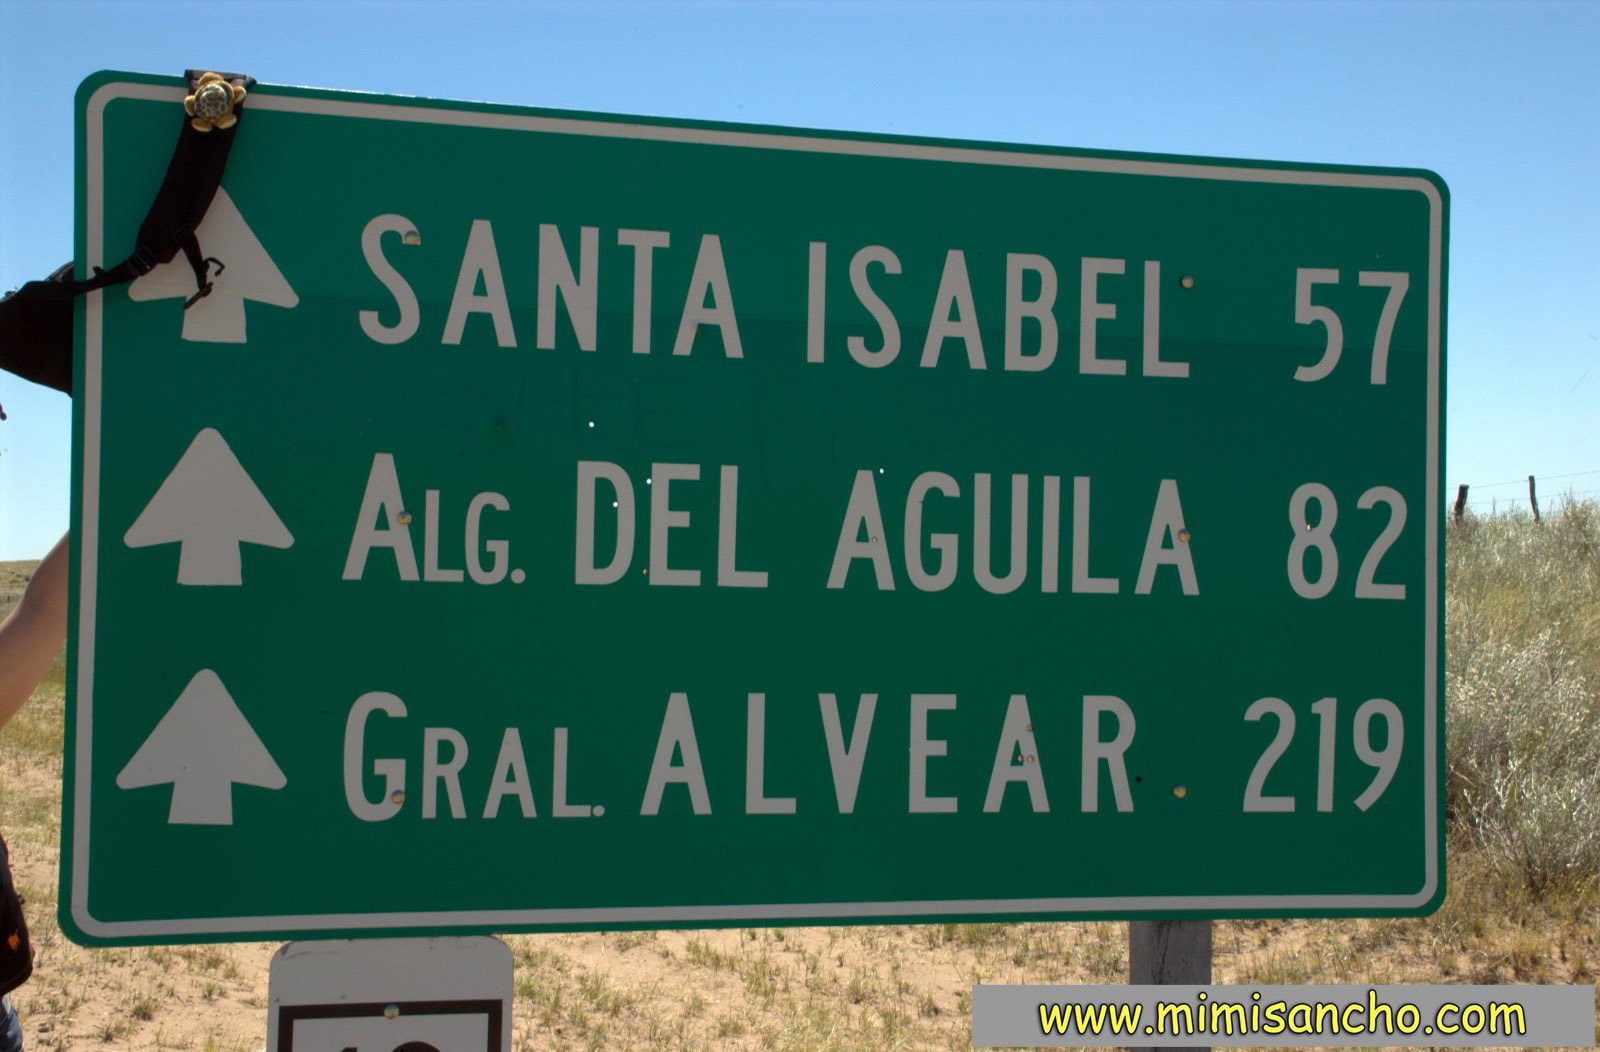 SANTA ISABEL 57
ALG. DEL AGUILA 82
GRAL. ALVEAR 219
www.mimisancho.com